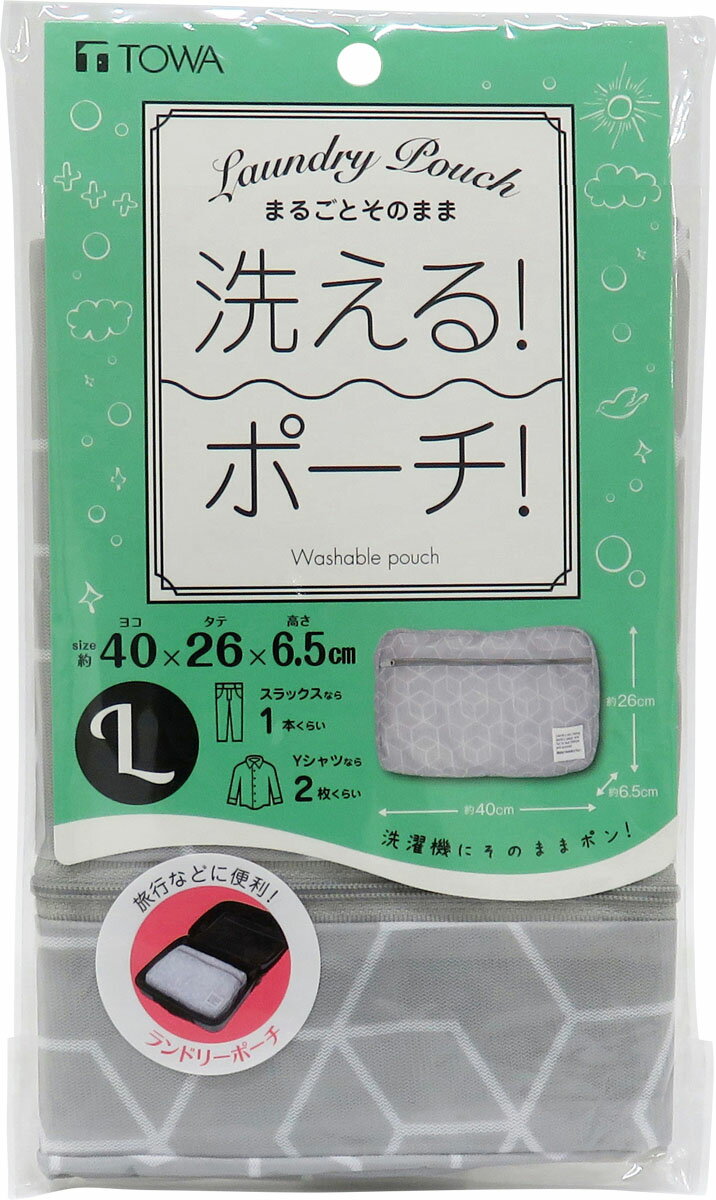 TOWA
Laundry Pouch
まるごとそのまま
洗える!
ポーチ!
Washable pouch
ヨコ タテ 高さ
size 約 40×26×6.5cm
L
スラックスなら
1本くらい
Yシャツなら
2枚くらい
約26cm
約6.5cm
約40cm
洗濯機にそのままポン!
旅行などに便利!
ランドリーポーチ